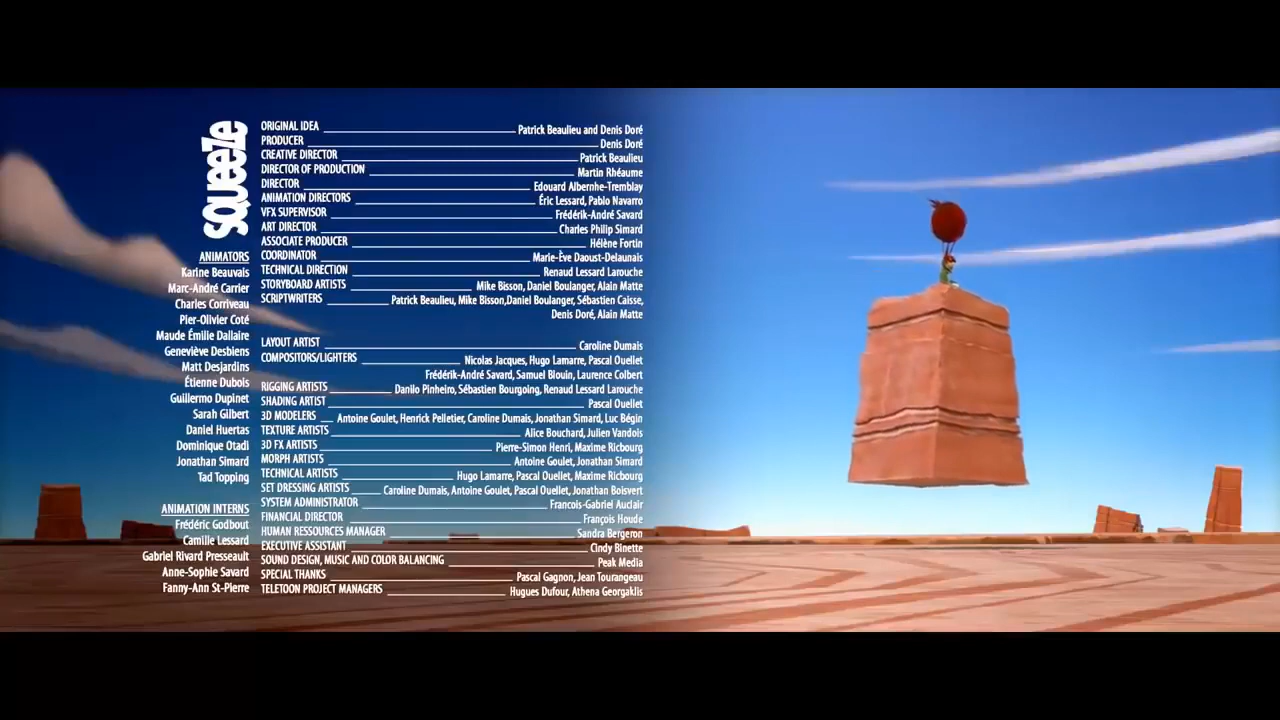 squeeze
ANIMATORS
Karine Beauvais
Marc-André Carrier
Charles Corriveau
Pier-Olivier Coté
Maude Émilie Dallaire
Geneviève Desbiens
Matt Desjardins
Étienne Dubois
Guillermo Dupinet
Sarah Gilbert
Daniel Huertas
Dominique Otadi
Jonathan Simard
Tad Topping
ANIMATION INTERNS
Frédéric Godbout
Camille Lessard
Gabriel Rivard Presseault
Anne-Sophie Savard
Fanny-Ann St-Pierre
ORIGINAL IDEA Patrick Beaulieu and Denis Doré
PRODUCER Denis Doré
CREATIVE DIRECTOR Patrick Beaulieu
DIRECTOR OF PRODUCTION Martin Rhéaume
DIRECTOR Edouard Albernhe-Tremblay
ANIMATION DIRECTORS Éric Lessard, Pablo Navarro
VFX SUPERVISOR Frédérik-André Savard
ART DIRECTOR Charles Philip Simard
ASSOCIATE PRODUCER Hélène Fortin
COORDINATOR Marie-Ève Daoust-Delaunais
TECHNICAL DIRECTION Renaud Lessard Larouche
STORYBOARD ARTISTS Mike Bisson, Daniel Boulanger, Alain Matte
SCRIPTWRITERS Patrick Beaulieu, Mike Bisson,Daniel Boulanger, Sébastien Caisse,
Denis Doré, Alain Matte
LAYOUT ARTIST Caroline Dumais
COMPOSITORS/LIGHTERS Nicolas Jacques, Hugo Lamarre, Pascal Ouellet
Frédérik-André Savard, Samuel Blouin, Laurence Colbert
RIGGING ARTISTS Danilo Pinheiro, Sébastien Bourgoing, Renaud Lessard Larouche
SHADING ARTIST Pascal Ouellet
3D MODELERS Antoine Goulet, Henrick Pelletier, Caroline Dumais, Jonathan Simard, Luc Bégin
TEXTURE ARTISTS Alice Bouchard, Julien Vandois
3D FX ARTISTS Pierre-Simon Henri, Maxime Ricbourg
MORPH ARTISTS Antoine Goulet, Jonathan Simard
TECHNICAL ARTISTS Hugo Lamarre, Pascal Ouellet, Maxime Ricbourg
SET DRESSING ARTISTS Caroline Dumais, Antoine Goulet, Pascal Ouellet, Jonathan Boisvert
SYSTEM ADMINISTRATOR Francois-Gabriel Auclair
FINANCIAL DIRECTOR François Houde
HUMAN RESSOURCES MANAGER Sandra Bergeron
EXECUTIVE ASSISTANT Cindy Binette
SOUND DESIGN, MUSIC AND COLOR BALANCING Peak Media
SPECIAL THANKS Pascal Gagnon, Jean Tourangeau
TELETOON PROJECT MANAGERS Hugues Dufour, Athena Georgaklis